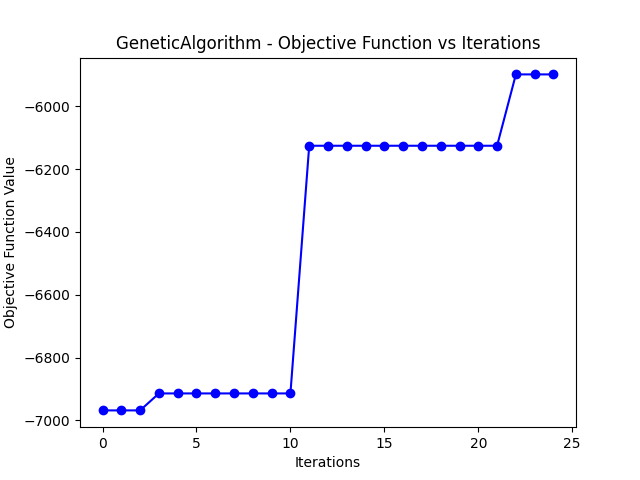 GeneticAlgorithm - Objective Function vs Iterations
Objective Function Value
−6000
−6200
−6400
−6600
−6800
−7000
0 5 10 15 20 25
Iterations